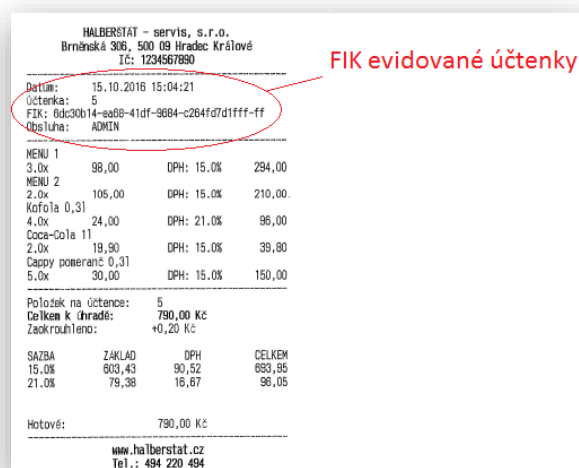 HALBERŠTÁT - servis, s.r.o.
Brněnská 306, 500 09 Hradec Králové
Ič: 1234567890
FIK evidované účtenky
Datum: 15.10.2016 15:04:21
Účtenka: 5
FIK: 6dc30b14-ea68-41df-9684-c264fd7d1fff-ff
Obsluha: ADMIN
MENU 1
3.0x 98,00 DPH: 15.0% 294,00
MENU 2
2.0x 105,00 DPH: 15.0% 210,00
Kofola 0,3l
4.0x 24,00 DPH: 21.0% 96,00
Coca-Cola 1l
2.0x 19,90 DPH: 15.0% 39,80
Cappy pomeranč 0,3l
5.0x 30,00 DPH: 15.0% 150,00
Položek na účtence: 5
Celkem k úhradě: 790,00 Kč
Zaokrouhleno: +0,20 Kč
SAZBA ZÁKLAD DPH CELKEM
15.0% 603,43 90,52 693,95
21.0% 79,38 16,67 96,05
Hotově: 790,00 Kč
www.halberstat.cz
Tel.: 494 220 494